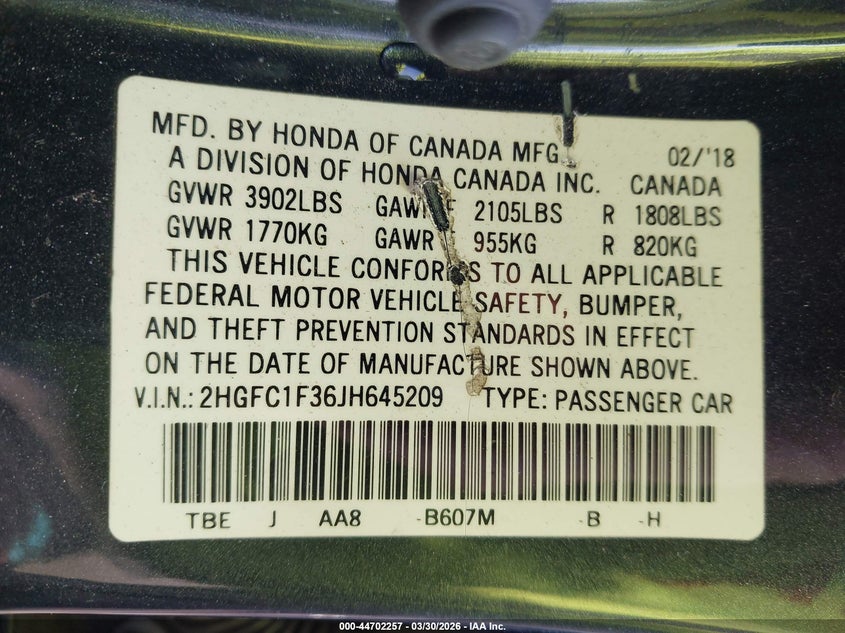 MFD. BY HONDA OF CANADA MFG. 02/'18
A DIVISION OF HONDA CANADA INC. CANADA
GVWR 3902LBS GAWR F 2105LBS R 1808LBS
GVWR 1770KG GAWR 955KG R 820KG
THIS VEHICLE CONFORMS TO ALL APPLICABLE
FEDERAL MOTOR VEHICLE SAFETY, BUMPER,
AND THEFT PREVENTION STANDARDS IN EFFECT
ON THE DATE OF MANUFACTURE SHOWN ABOVE.
V.I.N.: 2HGFC1F36JH645209 TYPE: PASSENGER CAR
TBE J AA8 -B607M -B -H
000-44702257 - 03/30/2026 - IAA Inc.